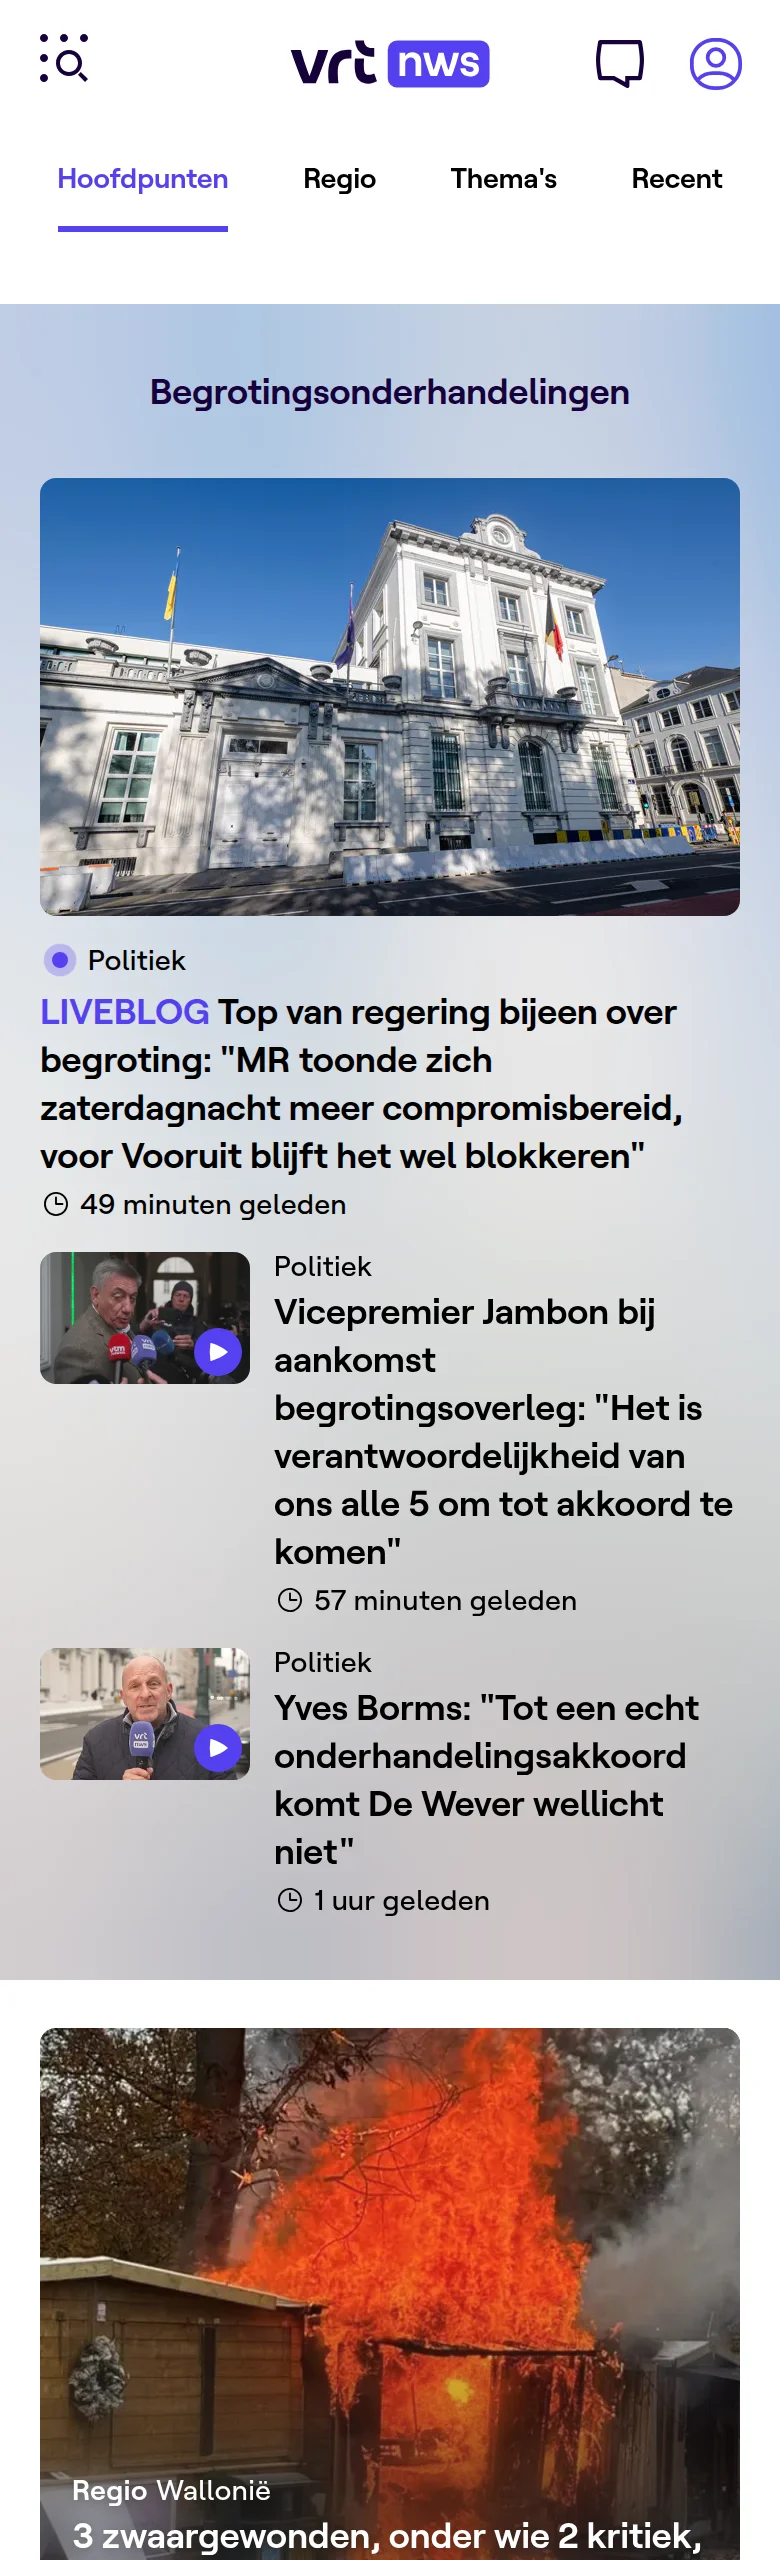 vrt nws
Hoofdpunten Regio Thema's Recent
Begrotingsonderhandelingen
Politiek
LIVEBLOG Top van regering bijeen over
begroting: "MR toonde zich
zaterdagnacht meer compromisbereid,
voor Vooruit blijft het wel blokkeren"
49 minuten geleden
Politiek
Vicepremier Jambon bij
aankomst
begrotingsoverleg: "Het is
verantwoordelijkheid van
ons alle 5 om tot akkoord te
komen"
57 minuten geleden
Politiek
Yves Borms: "Tot een echt
onderhandelingsakkoord
komt De Wever wellicht
niet"
1 uur geleden
vrt
nws
Regio Wallonië
3 zwaargewonden, onder wie 2 kritiek,